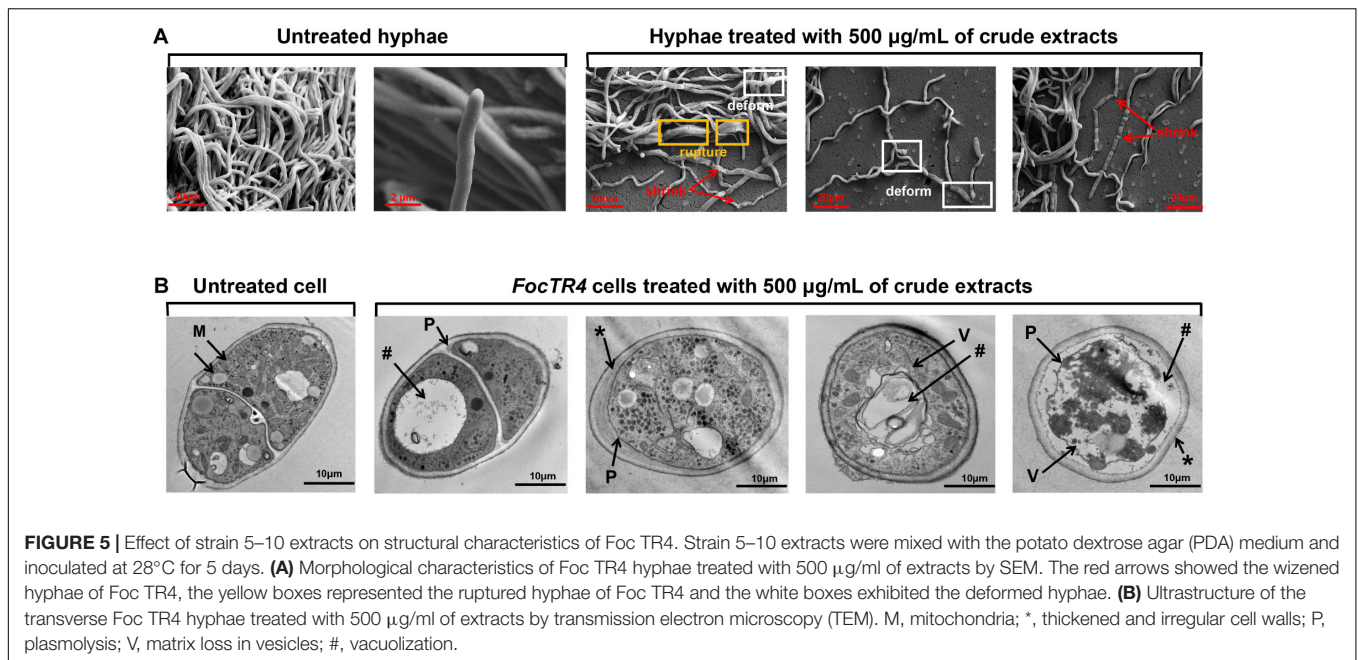 A
Untreated hyphae
Hyphae treated with 500 µg/mL of crude extracts
2 µm
deform
rupture
shrink
deform
20µm
shrink
20µm
B
Untreated cell
FocTR4 cells treated with 500 µg/mL of crude extracts
M
10µm
P
#
10µm
*
P
10µm
V
#
10µm
P
#
V
*
10µm
FIGURE 5 | Effect of strain 5–10 extracts on structural characteristics of Foc TR4. Strain 5–10 extracts were mixed with the potato dextrose agar (PDA) medium and
inoculated at 28°C for 5 days. (A) Morphological characteristics of Foc TR4 hyphae treated with 500 µg/ml of extracts by SEM. The red arrows showed the wizened
hyphae of Foc TR4, the yellow boxes represented the ruptured hyphae of Foc TR4 and the white boxes exhibited the deformed hyphae. (B) Ultrastructure of the
transverse Foc TR4 hyphae treated with 500 µg/ml of extracts by transmission electron microscopy (TEM). M, mitochondria; *, thickened and irregular cell walls; P,
plasmolysis; V, matrix loss in vesicles; #, vacuolization.